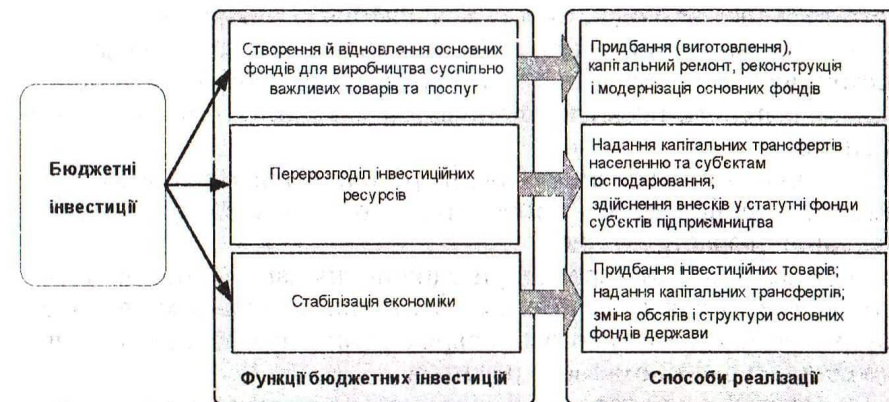 Бюджетні
інвестиції
Створення й відновлення основних
фондів для виробництва суспільно
важливих товарів та послуг
Придбання (виготовлення),
капітальний ремонт, реконструкція
і модернізація основних фондів
Перерозподіл інвестиційних
ресурсів
Надання капітальних трансфертів
населенню та суб'єктам
господарювання;
здійснення внесків у статутні фонди
суб'єктів підприємництва
Стабілізація економіки
Придбання інвестиційних товарів;
надання капітальних трансфертів;
зміна обсягів і структури основних
фондів держави
Функції бюджетних інвестицій
Способи реалізації